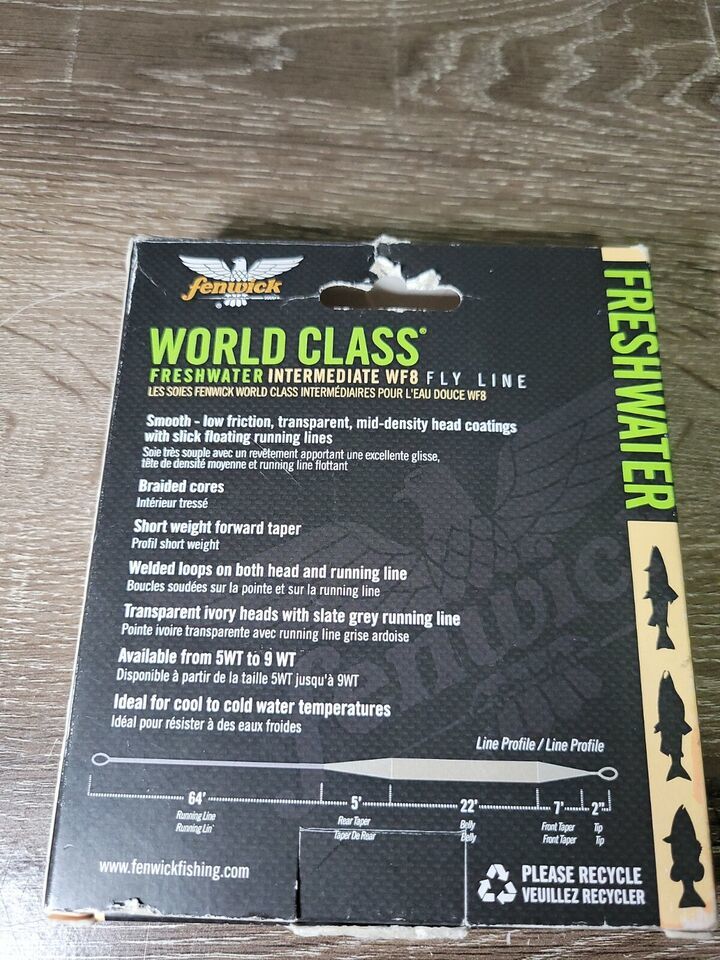 fenwick
WORLD CLASS®
FRESHWATER INTERMEDIATE WF8 FLY LINE
LES SOIES FENWICK WORLD CLASS INTERMÉDIAIRES POUR L'EAU DOUCE WF8
Smooth - low friction, transparent, mid-density head coatings
with slick floating running lines
Soie très souple avec un revêtement apportant une excellente glisse,
tête de densité moyenne et running line flottant
Braided cores
Intérieur tressé
Short weight forward taper
Profil short weight
Welded loops on both head and running line
Boucles soudées sur la pointe et sur la running line
Transparent ivory heads with slate grey running line
Pointe ivoire transparente avec running line grise ardoise
Available from 5WT to 9 WT
Disponible à partir de la taille 5WT jusqu'à 9WT
Ideal for cool to cold water temperatures
Idéal pour résister à des eaux froides
Line Profile / Line Profile
64' 5' 22' 7' 2"
Running Line Rear Taper Belly Front Taper Tip
Running Lin' Taper De Rear Belly Front Taper Tip
www.fenwickfishing.com
PLEASE RECYCLE
VEUILLEZ RECYCLER
FRESHWATER
fenwick